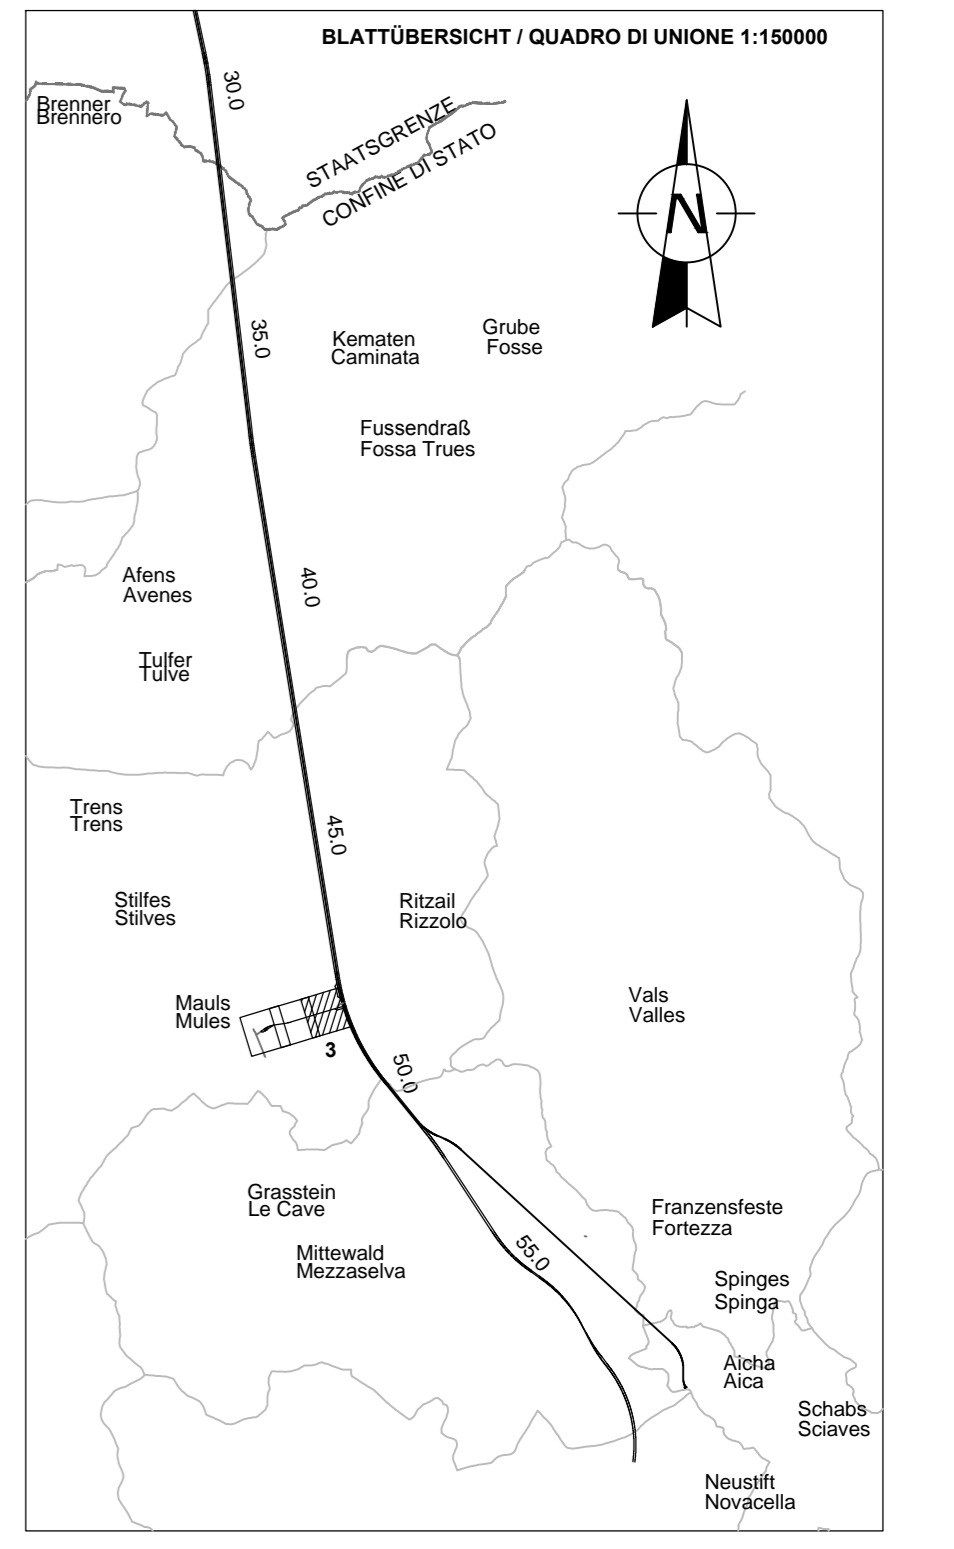 BLATTÜBERSICHT / QUADRO DI UNIONE 1:150000
30.0
Brenner
Brennero
STAATSGRENZE
CONFINE DI STATO
N
35.0
Kematen
Caminata
Grube
Fosse
Fussendraß
Fossa Trues
40.0
Afens
Avenes
Tulfer
Tulve
Trens
Trens
45.0
Stilfes
Stilves
Ritzail
Rizzolo
Mauls
Mules
Vals
Valles
3
50.0
Grasstein
Le Cave
Franzensfeste
Fortezza
55.0
Mittewald
Mezzaselva
Spinges
Spinga
Aicha
Aica
Schabs
Sciaves
Neustift
Novacella